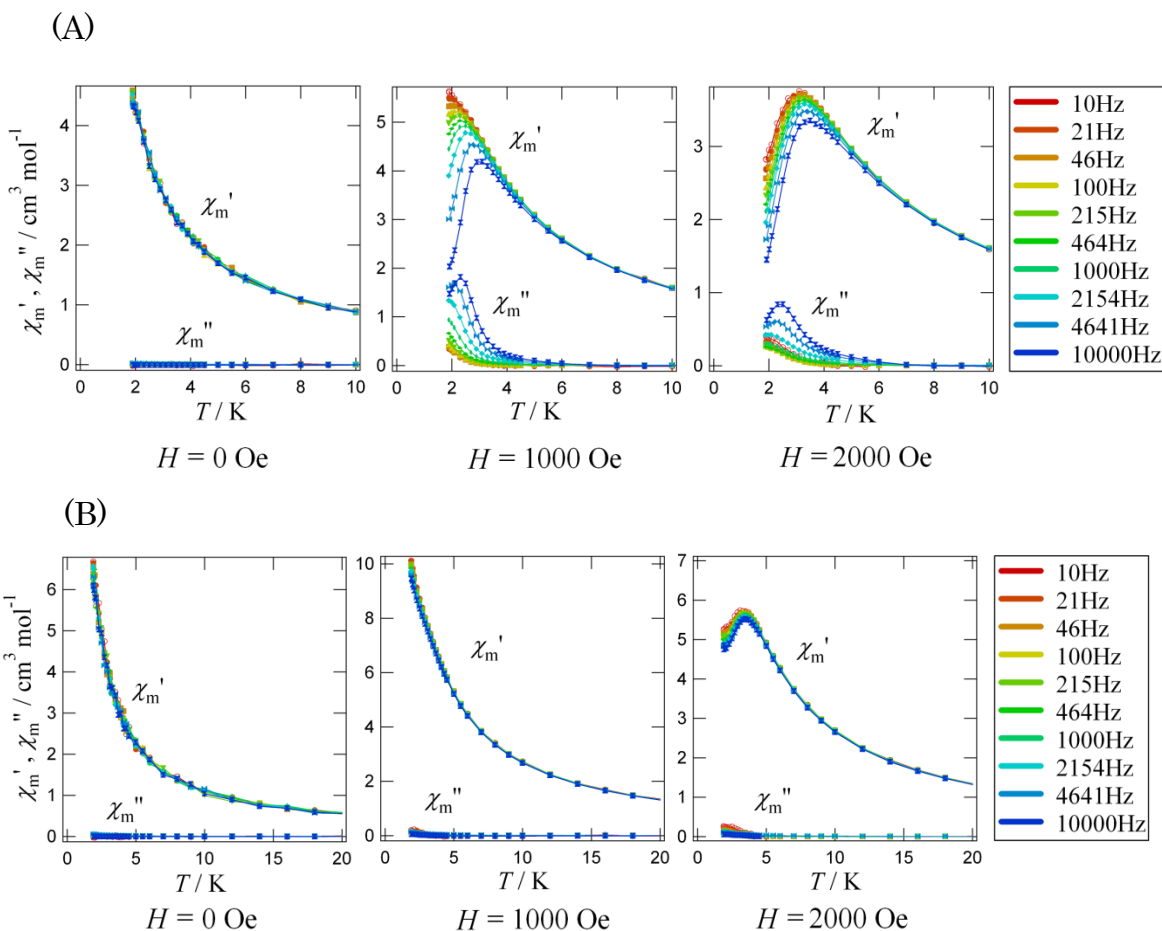 (A)
χm' , χm'' / cm³ mol⁻¹
4
3
2
1
0
χm'
χm''
0 2 4 6 8 10
T / K
H = 0 Oe
5
4
3
2
1
0
χm'
χm''
0 2 4 6 8 10
T / K
H = 1000 Oe
3
2
1
0
χm'
χm''
0 2 4 6 8 10
T / K
H = 2000 Oe
10Hz
21Hz
46Hz
100Hz
215Hz
464Hz
1000Hz
2154Hz
4641Hz
10000Hz
(B)
χm' , χm'' / cm³ mol⁻¹
6
5
4
3
2
1
0
χm'
χm''
0 5 10 15 20
T / K
H = 0 Oe
10
8
6
4
2
0
χm'
χm''
0 5 10 15 20
T / K
H = 1000 Oe
7
6
5
4
3
2
1
0
χm'
χm''
0 5 10 15 20
T / K
H = 2000 Oe
10Hz
21Hz
46Hz
100Hz
215Hz
464Hz
1000Hz
2154Hz
4641Hz
10000Hz